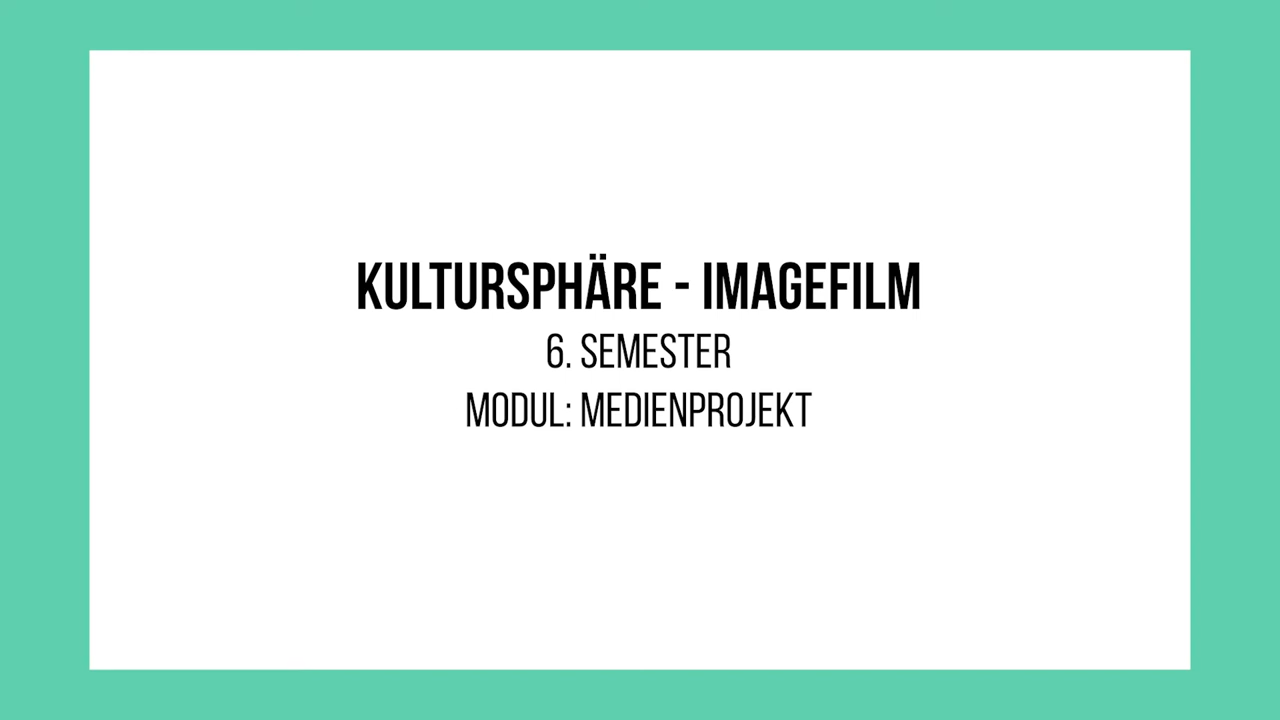 KULTURSPHÄRE - IMAGEFILM
6. SEMESTER
MODUL: MEDIENPROJEKT